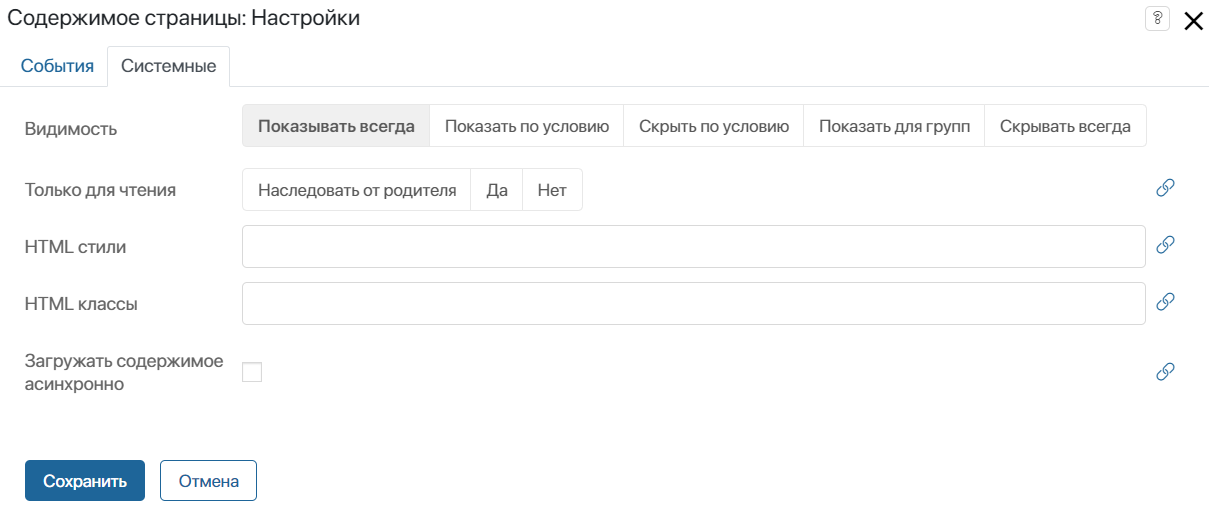 Содержимое страницы: Настройки
?
События
Системные
Видимость
Показывать всегда
Показать по условию
Скрыть по условию
Показать для групп
Скрывать всегда
Только для чтения
Наследовать от родителя
Да
Нет
HTML стили
HTML классы
Загружать содержимое
асинхронно
Сохранить
Отмена